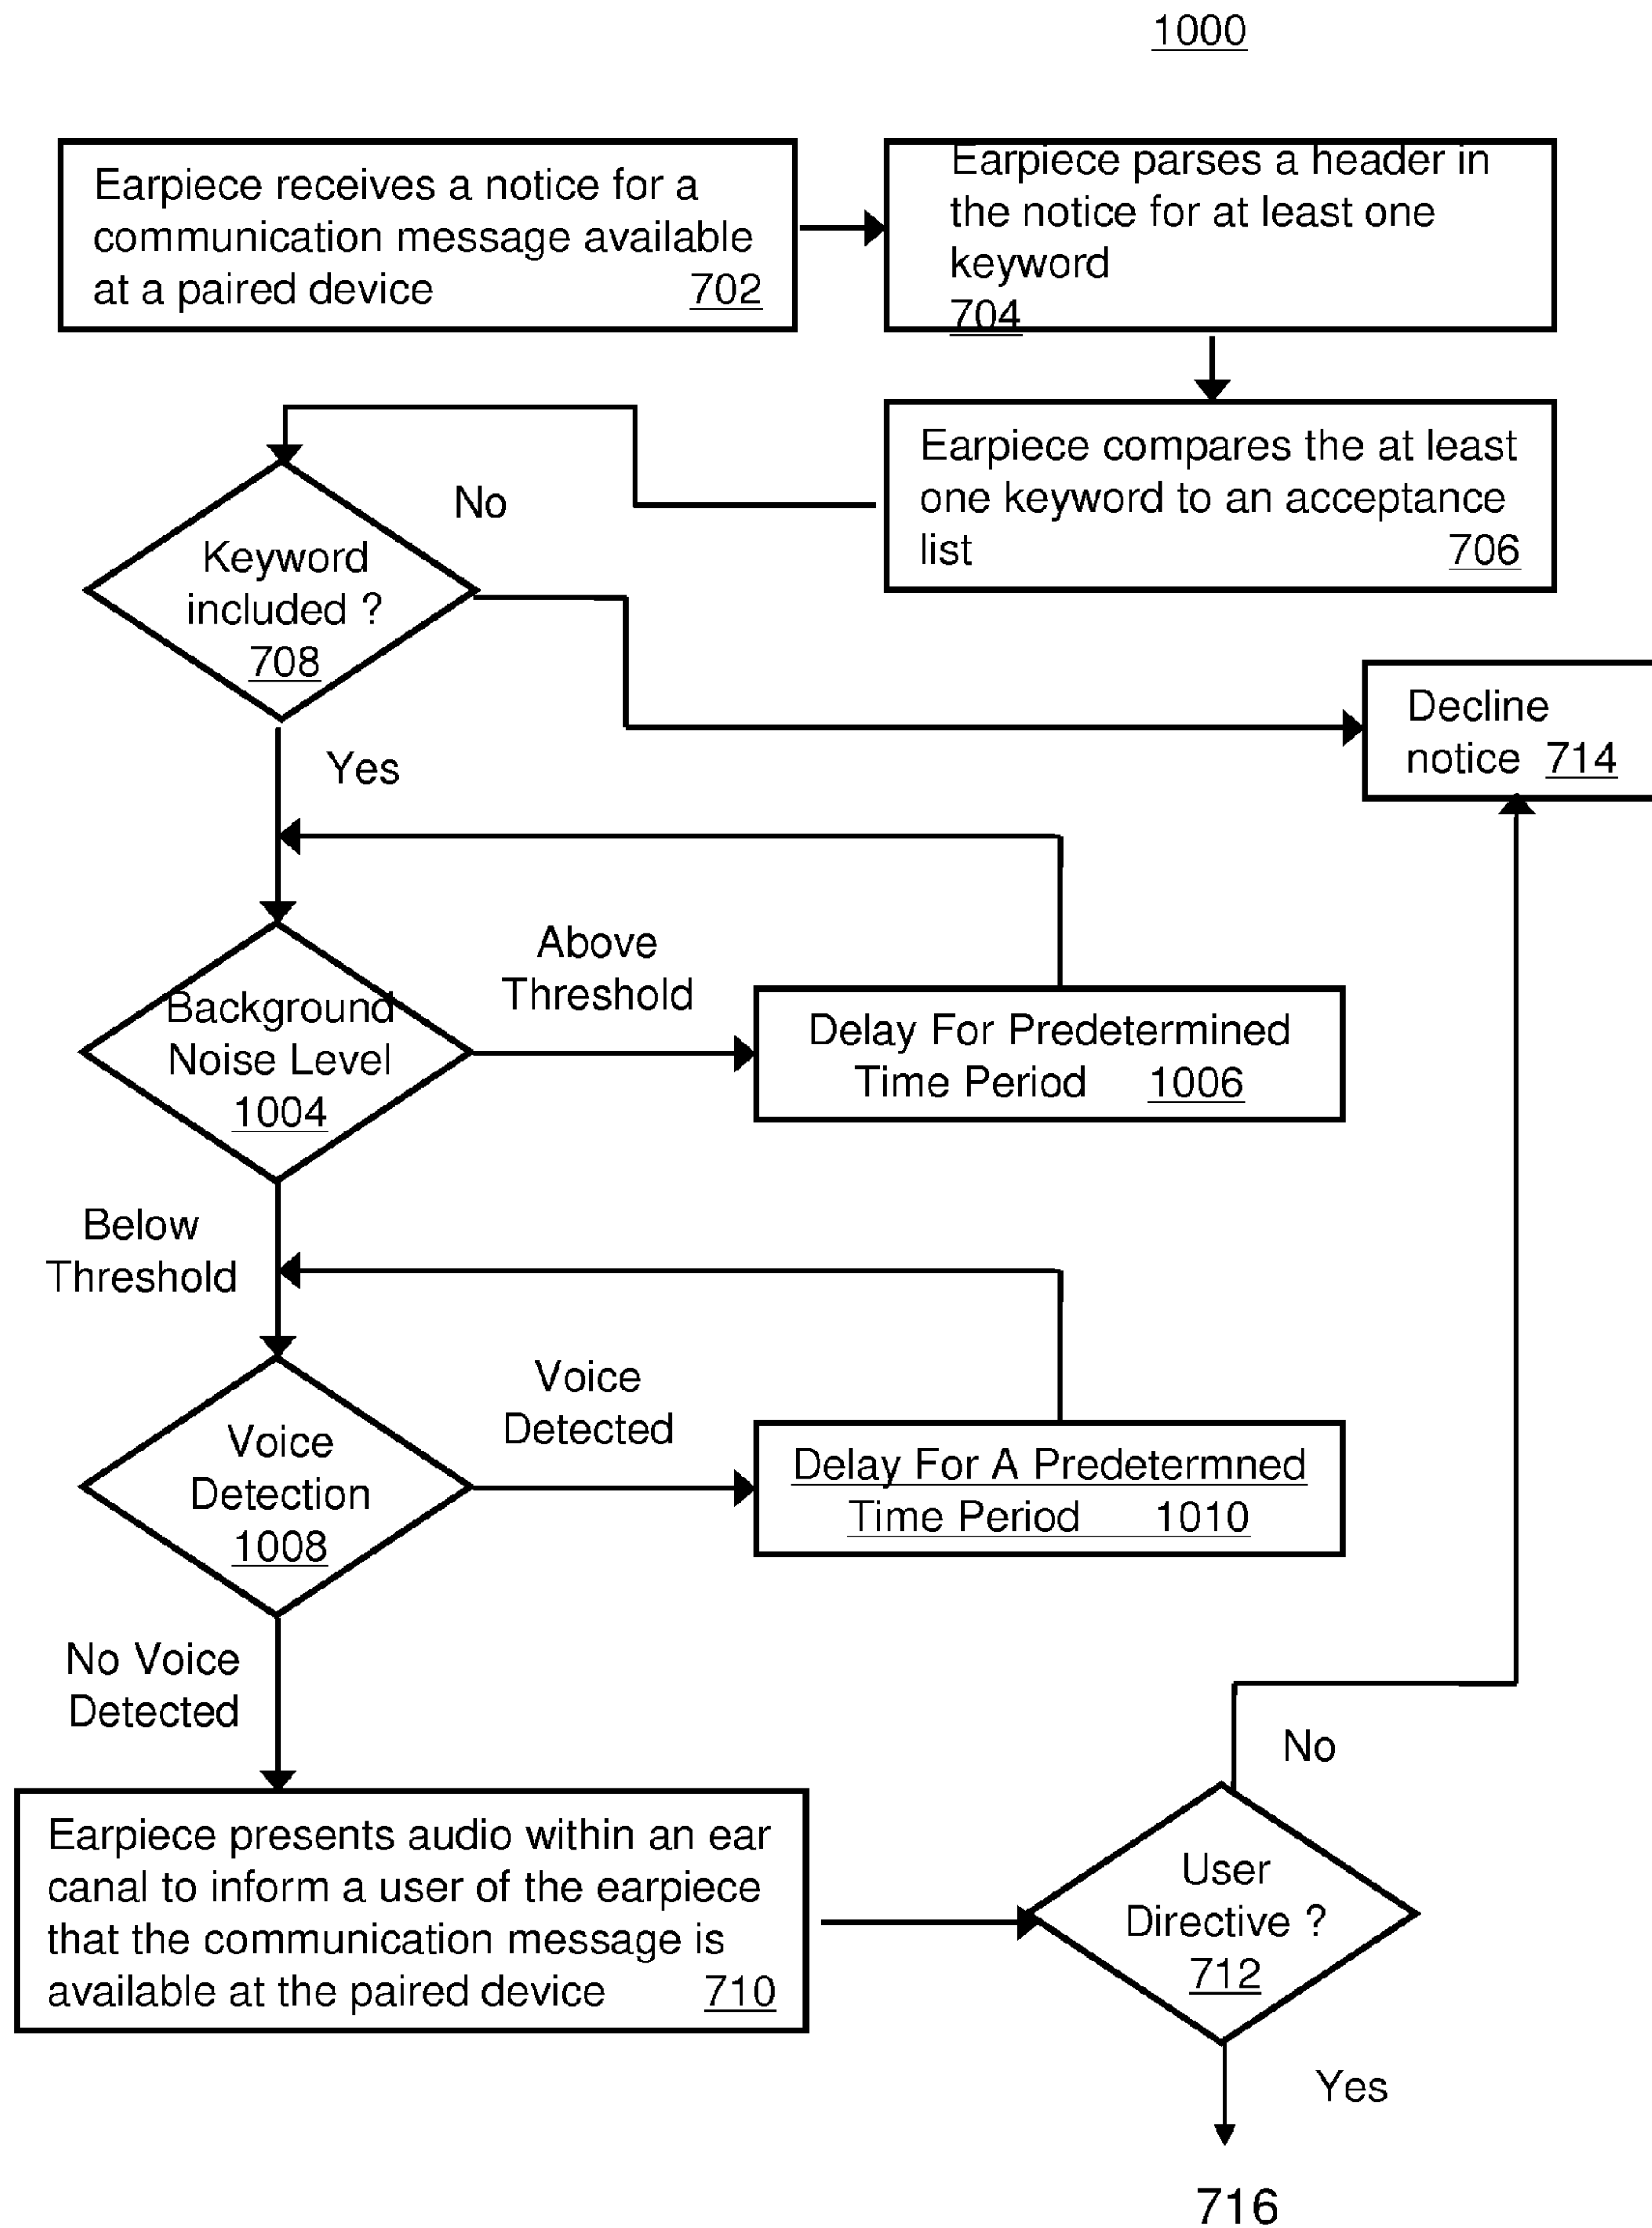 1000
Earpiece receives a notice for a
communication message available
at a paired device 702
Earpiece parses a header in
the notice for at least one
keyword
704
Earpiece compares the at least
one keyword to an acceptance
list 706
No
Keyword
included ?
708
Decline
notice 714
Yes
Above
Threshold
Background
Noise Level
1004
Delay For Predetermined
Time Period 1006
Below
Threshold
Voice
Detected
Voice
Detection
1008
Delay For A Predetermned
Time Period 1010
No Voice
Detected
No
Earpiece presents audio within an ear
canal to inform a user of the earpiece
that the communication message is
available at the paired device 710
User
Directive ?
712
Yes
716